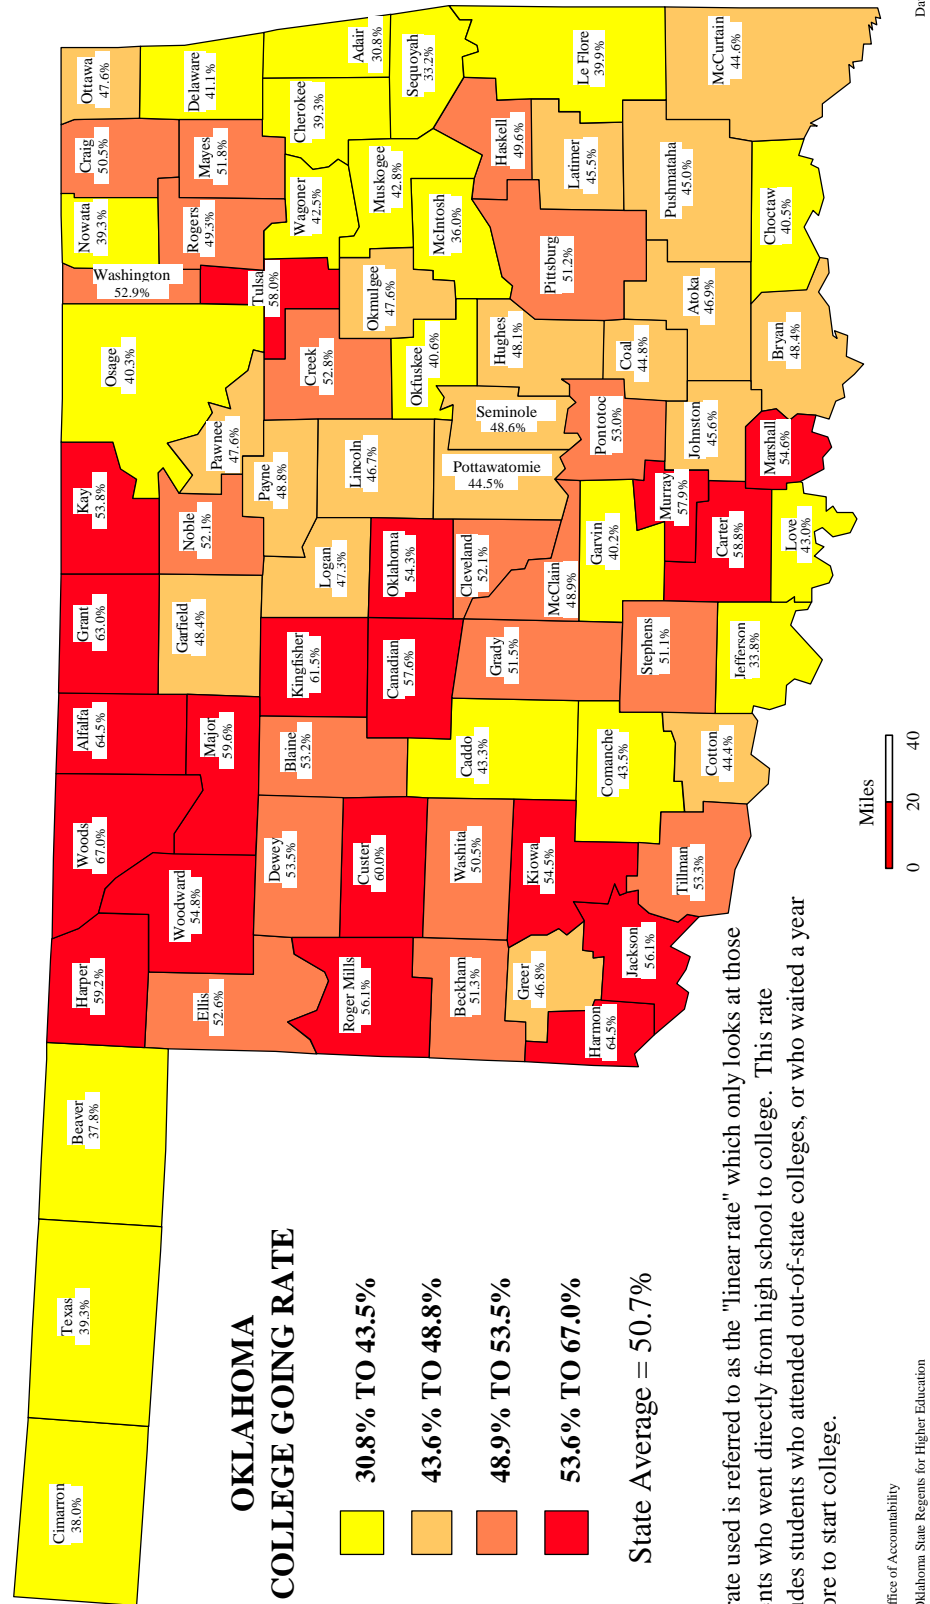 OKLAHOMA
COLLEGE GOING RATE
30.8% TO 43.5%
43.6% TO 48.8%
48.9% TO 53.5%
53.6% TO 67.0%
State Average = 50.7%
Cimarron
38.0%
Texas
39.3%
Beaver
37.8%
Harper
59.2%
Woods
67.0%
Alfalfa
64.5%
Grant
63.0%
Kay
53.8%
Osage
40.3%
Washington
52.9%
Nowata
39.3%
Craig
50.5%
Ottawa
47.6%
Ellis
52.6%
Woodward
54.8%
Major
59.6%
Garfield
48.4%
Noble
52.1%
Pawnee
47.6%
Tulsa
58.0%
Rogers
49.3%
Mayes
51.8%
Delaware
41.1%
Roger Mills
56.1%
Dewey
53.5%
Custer
60.0%
Blaine
53.2%
Kingfisher
61.5%
Logan
47.3%
Payne
48.8%
Lincoln
46.7%
Creek
52.8%
Okmulgee
47.6%
Wagoner
42.5%
Cherokee
39.3%
Adair
30.8%
Muskogee
42.8%
Sequoyah
33.2%
Beckham
51.3%
Washita
50.5%
Caddo
43.3%
Canadian
57.6%
Oklahoma
54.3%
Cleveland
52.1%
Pottawatomie
44.5%
Seminole
48.6%
Okfuskee
40.6%
Hughes
48.1%
McIntosh
36.0%
Haskell
49.6%
Le Flore
39.9%
Greer
46.8%
Kiowa
54.5%
Harmon
64.5%
Jackson
56.1%
Tillman
53.3%
Comanche
43.5%
Cotton
44.4%
Grady
51.5%
McClain
48.9%
Garvin
40.2%
Stephens
51.1%
Jefferson
33.8%
Murray
57.9%
Carter
58.8%
Love
43.0%
Marshall
54.6%
Pontotoc
53.0%
Johnston
45.6%
Coal
44.8%
Pittsburg
51.2%
Latimer
45.5%
Atoka
46.9%
Pushmataha
45.0%
McCurtain
44.6%
Choctaw
40.5%
Bryan
48.4%
Miles
0 20 40
rate used is referred to as the "linear rate" which only looks at those
nts who went directly from high school to college. This rate
des students who attended out-of-state colleges, or who waited a year
ore to start college.
ffice of Accountability
Oklahoma State Regents for Higher Education
Da